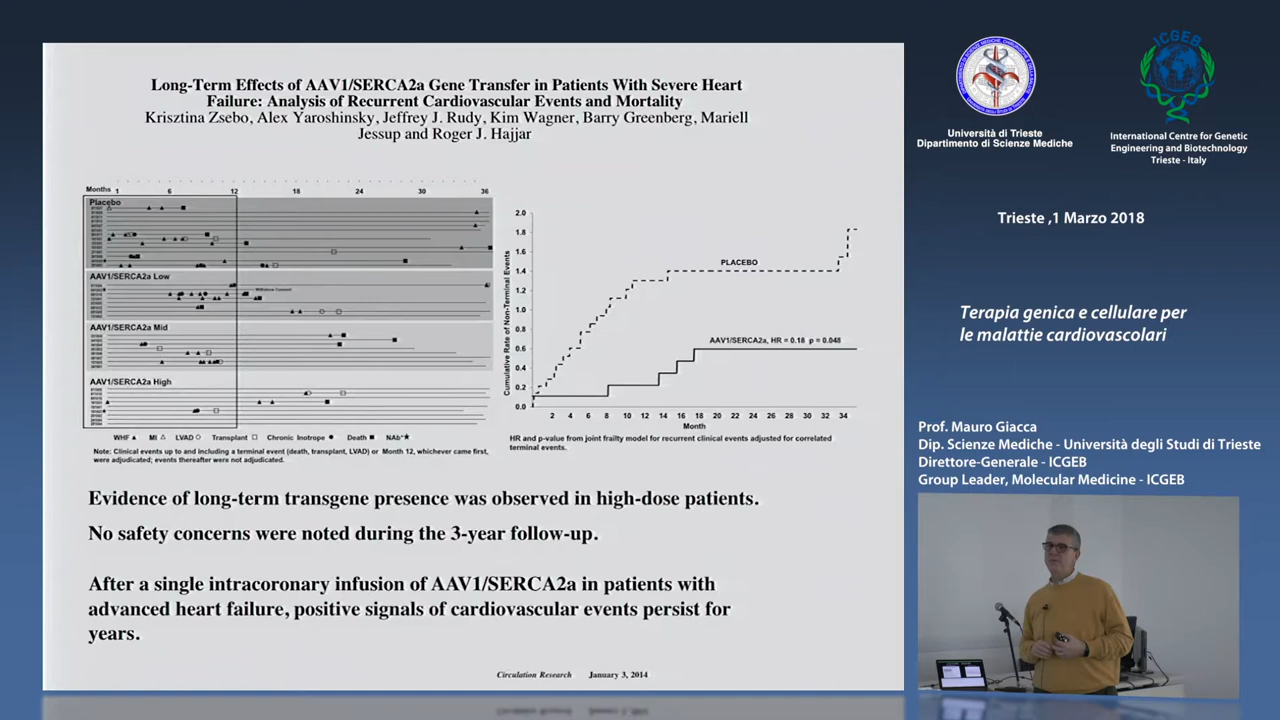 Long-Term Effects of AAV1/SERCA2a Gene Transfer in Patients With Severe Heart
Failure: Analysis of Recurrent Cardiovascular Events and Mortality
Krisztina Zsebo, Alex Yaroshinsky, Jeffrey J. Rudy, Kim Wagner, Barry Greenberg, Mariell
Jessup and Roger J. Hajjar
Months 1 6 12 18 24 30 36
Placebo
AAV1/SERCA2a Low
Withdrew Consent
AAV1/SERCA2a Mid
AAV1/SERCA2a High
WHF ▲ MI △ LVAD ○ Transplant □ Chronic Inotrope ● Death ■ NAb*★
Note: Clinical events up to and including a terminal event (death, transplant, LVAD) or Month 12, whichever came first,
were adjudicated; events thereafter were not adjudicated.
Cumulative Rate of Non-Terminal Events
2.0
1.8
1.6
1.4
1.2
1.0
0.8
0.6
0.4
0.2
0.0
PLACEBO
AAV1/SERCA2a, HR = 0.18 p = 0.048
2 4 6 8 10 12 14 16 18 20 22 24 26 28 30 32 34
Month
HR and p-value from joint frailty model for recurrent clinical events adjusted for correlated
terminal events.
Evidence of long-term transgene presence was observed in high-dose patients.
No safety concerns were noted during the 3-year follow-up.
After a single intracoronary infusion of AAV1/SERCA2a in patients with
advanced heart failure, positive signals of cardiovascular events persist for
years.
Circulation Research January 3, 2014
Università di Trieste
Dipartimento di Scienze Mediche
ICGEB
International Centre for Genetic
Engineering and Biotechnology
Trieste - Italy
Trieste ,1 Marzo 2018
Terapia genica e cellulare per
le malattie cardiovascolari
Prof. Mauro Giacca
Dip. Scienze Mediche - Università degli Studi di Trieste
Direttore-Generale - ICGEB
Group Leader, Molecular Medicine - ICGEB